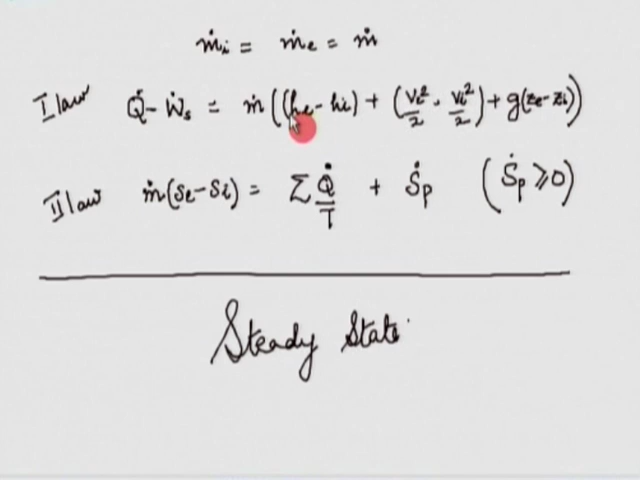 ṁi = ṁe = ṁ
I law Q̇ - Ẇs = ṁ((he - hi) + (Ve²/2 - Vi²/2) + g(ze - zi))
II law ṁ(se - si) = Σ Q̇/T + Ṡp (Ṡp ⩾ 0)
Steady State